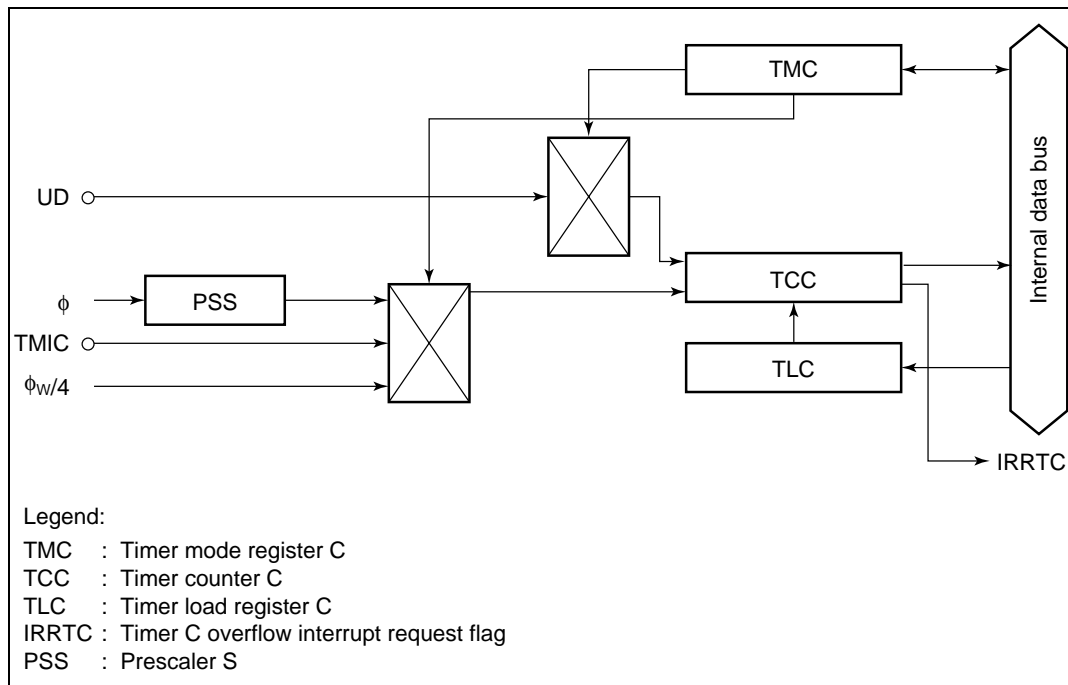 TMC
UD
TCC
Internal data bus
ϕ
PSS
TMIC
TLC
ϕW/4
IRRTC
Legend:
TMC : Timer mode register C
TCC : Timer counter C
TLC : Timer load register C
IRRTC : Timer C overflow interrupt request flag
PSS : Prescaler S